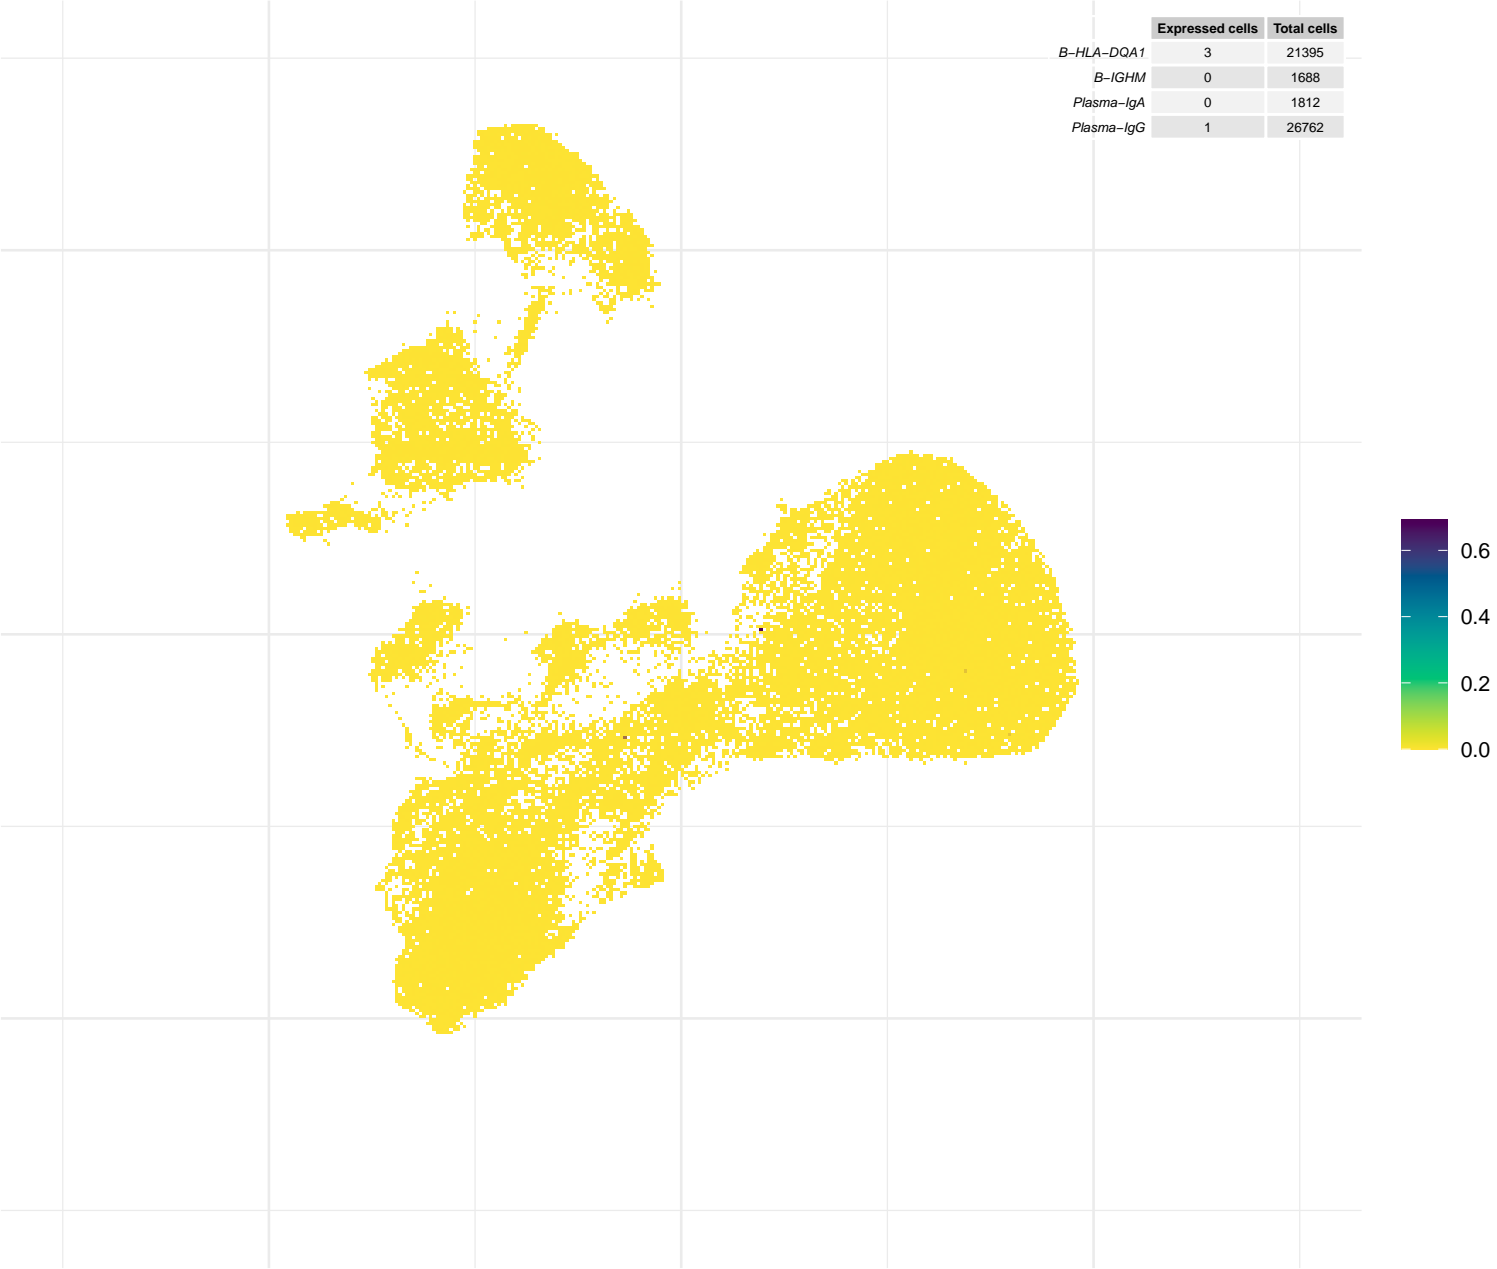 Expressed cells Total cells
B−HLA−DQA1 3 21395
B−IGHM 0 1688
Plasma−IgA 0 1812
Plasma−IgG 1 26762
0.6
0.4
0.2
0.0